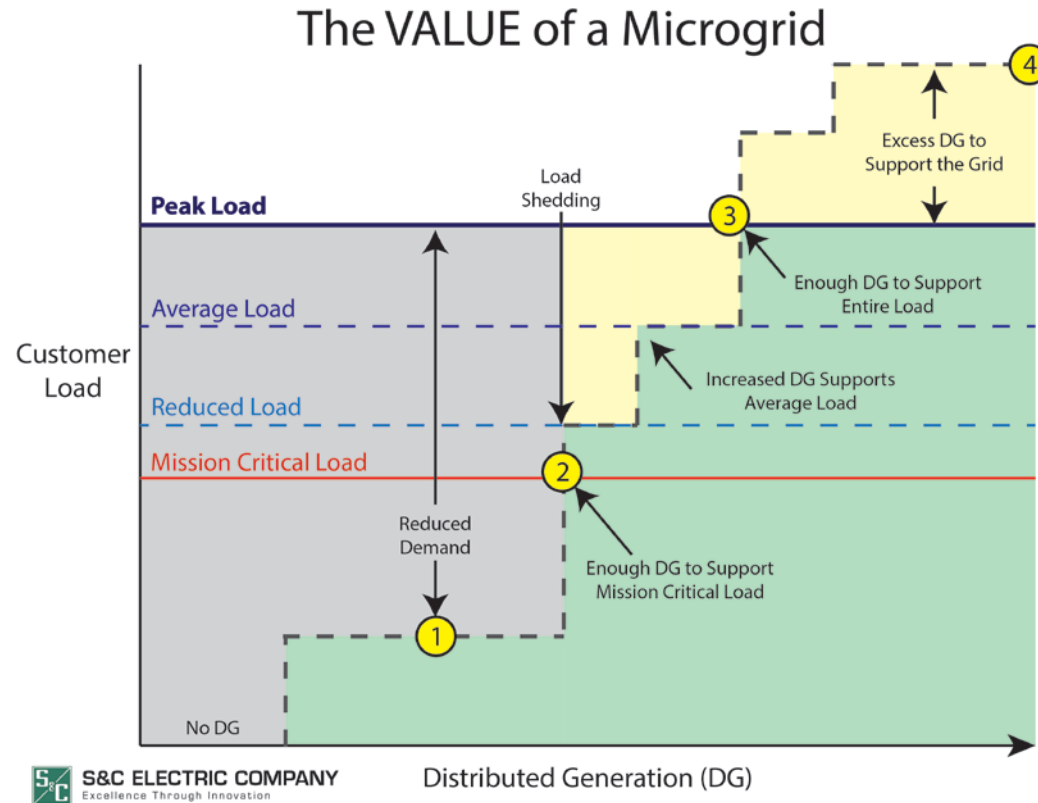 The VALUE of a Microgrid
4
Excess DG to
Support the Grid
Load
Shedding
Peak Load
3
Enough DG to Support
Entire Load
Average Load
Customer
Load
Increased DG Supports
Average Load
Reduced Load
Mission Critical Load
2
Reduced
Demand
Enough DG to Support
Mission Critical Load
1
No DG
S&C
S&C ELECTRIC COMPANY
Excellence Through Innovation
Distributed Generation (DG)